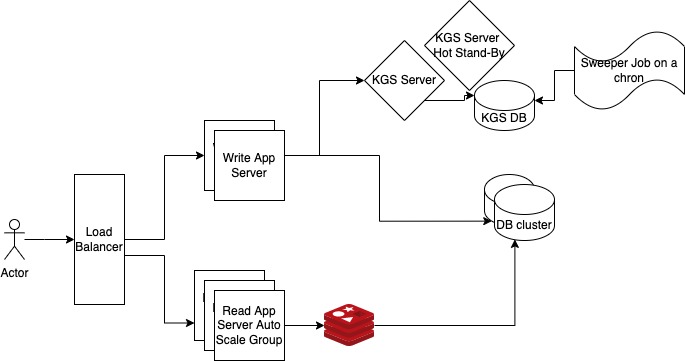 KGS Server
Hot Stand-By
KGS Server
Sweeper Job on a
chron
KGS DB
Write App
Server
Load
Balancer
DB cluster
Actor
Read App
Server Auto
Scale Group